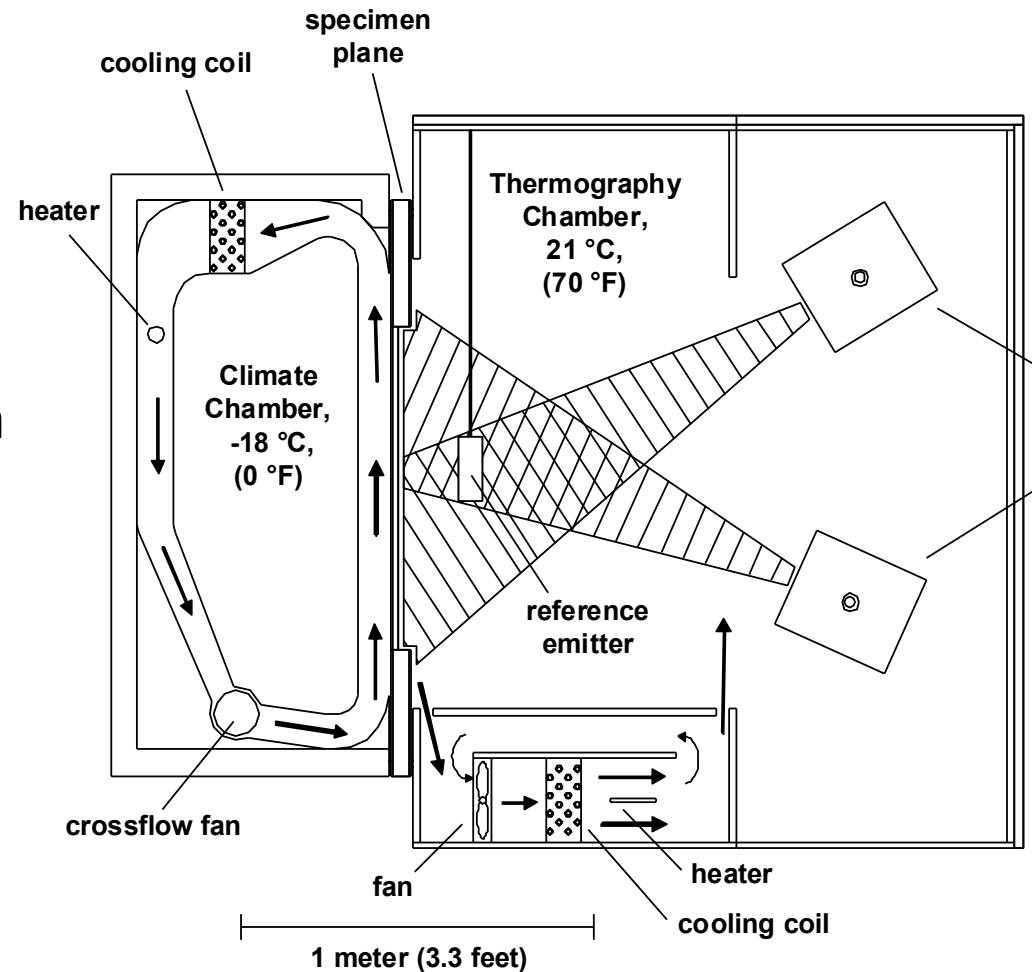 specimen
plane
cooling coil
heater
Thermography
Chamber,
21 °C,
(70 °F)
Climate
Chamber,
-18 °C,
(0 °F)
reference
emitter
crossflow fan
fan
heater
cooling coil
1 meter (3.3 feet)